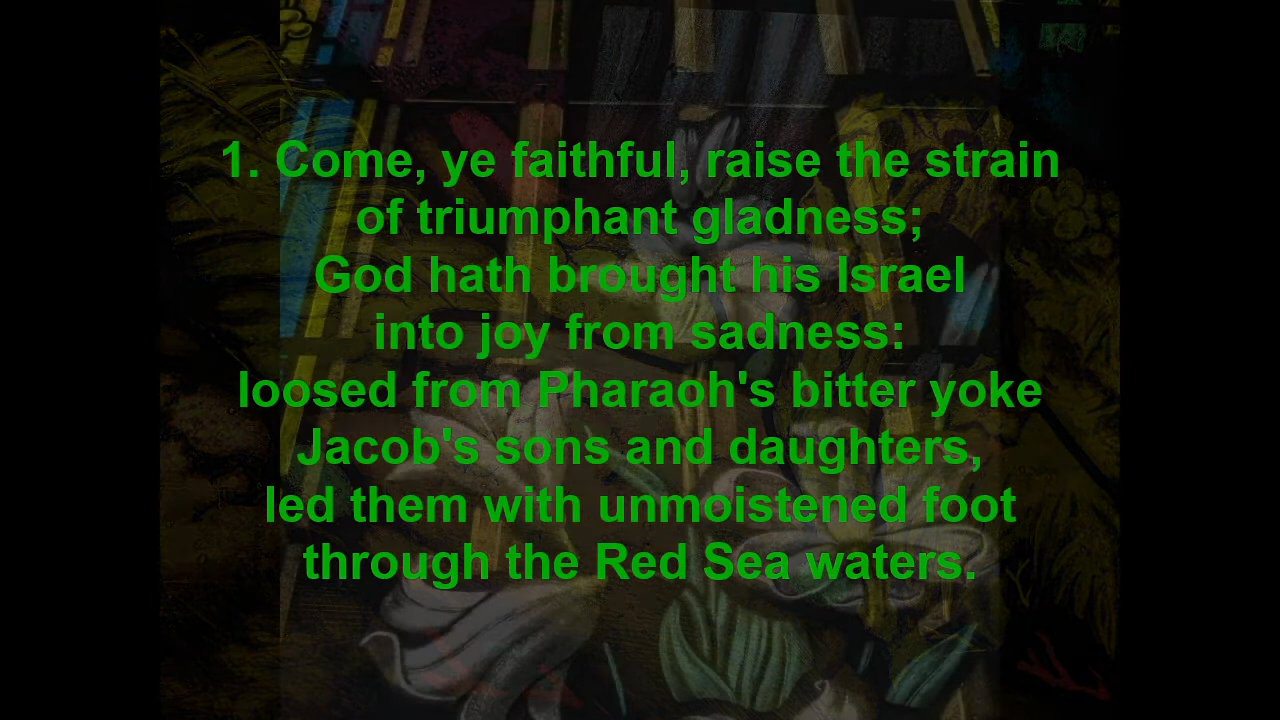 1. Come, ye faithful, raise the strain
of triumphant gladness;
God hath brought his Israel
into joy from sadness:
loosed from Pharaoh's bitter yoke
Jacob's sons and daughters,
led them with unmoistened foot
through the Red Sea waters.